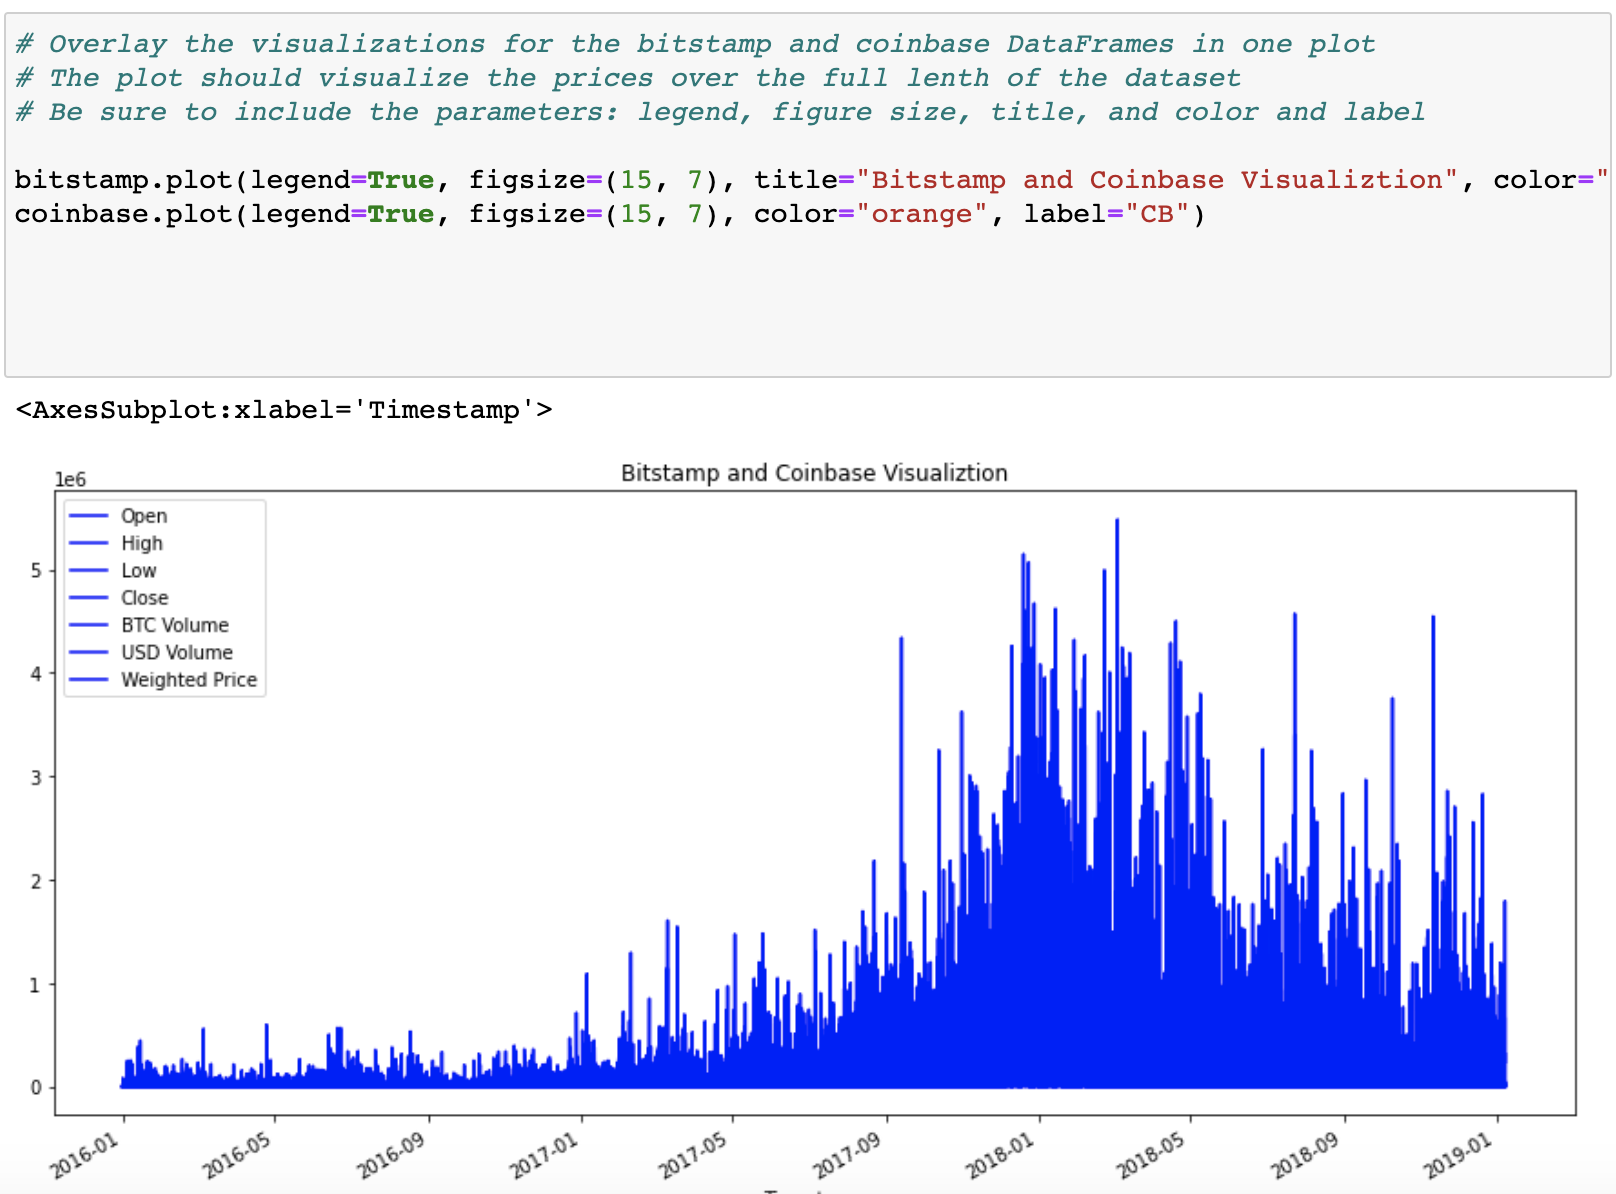 # Overlay the visualizations for the bitstamp and coinbase DataFrames in one plot
# The plot should visualize the prices over the full lenth of the dataset
# Be sure to include the parameters: legend, figure size, title, and color and label
bitstamp.plot(legend=True, figsize=(15, 7), title="Bitstamp and Coinbase Visualiztion", color="
coinbase.plot(legend=True, figsize=(15, 7), color="orange", label="CB")
<AxesSubplot:xlabel='Timestamp'>
Bitstamp and Coinbase Visualiztion
1e6
Open
High
Low
Close
BTC Volume
USD Volume
Weighted Price
5
4
3
2
1
0
2016-01 2016-05 2016-09 2017-01 2017-05 2017-09 2018-01 2018-05 2018-09 2019-01